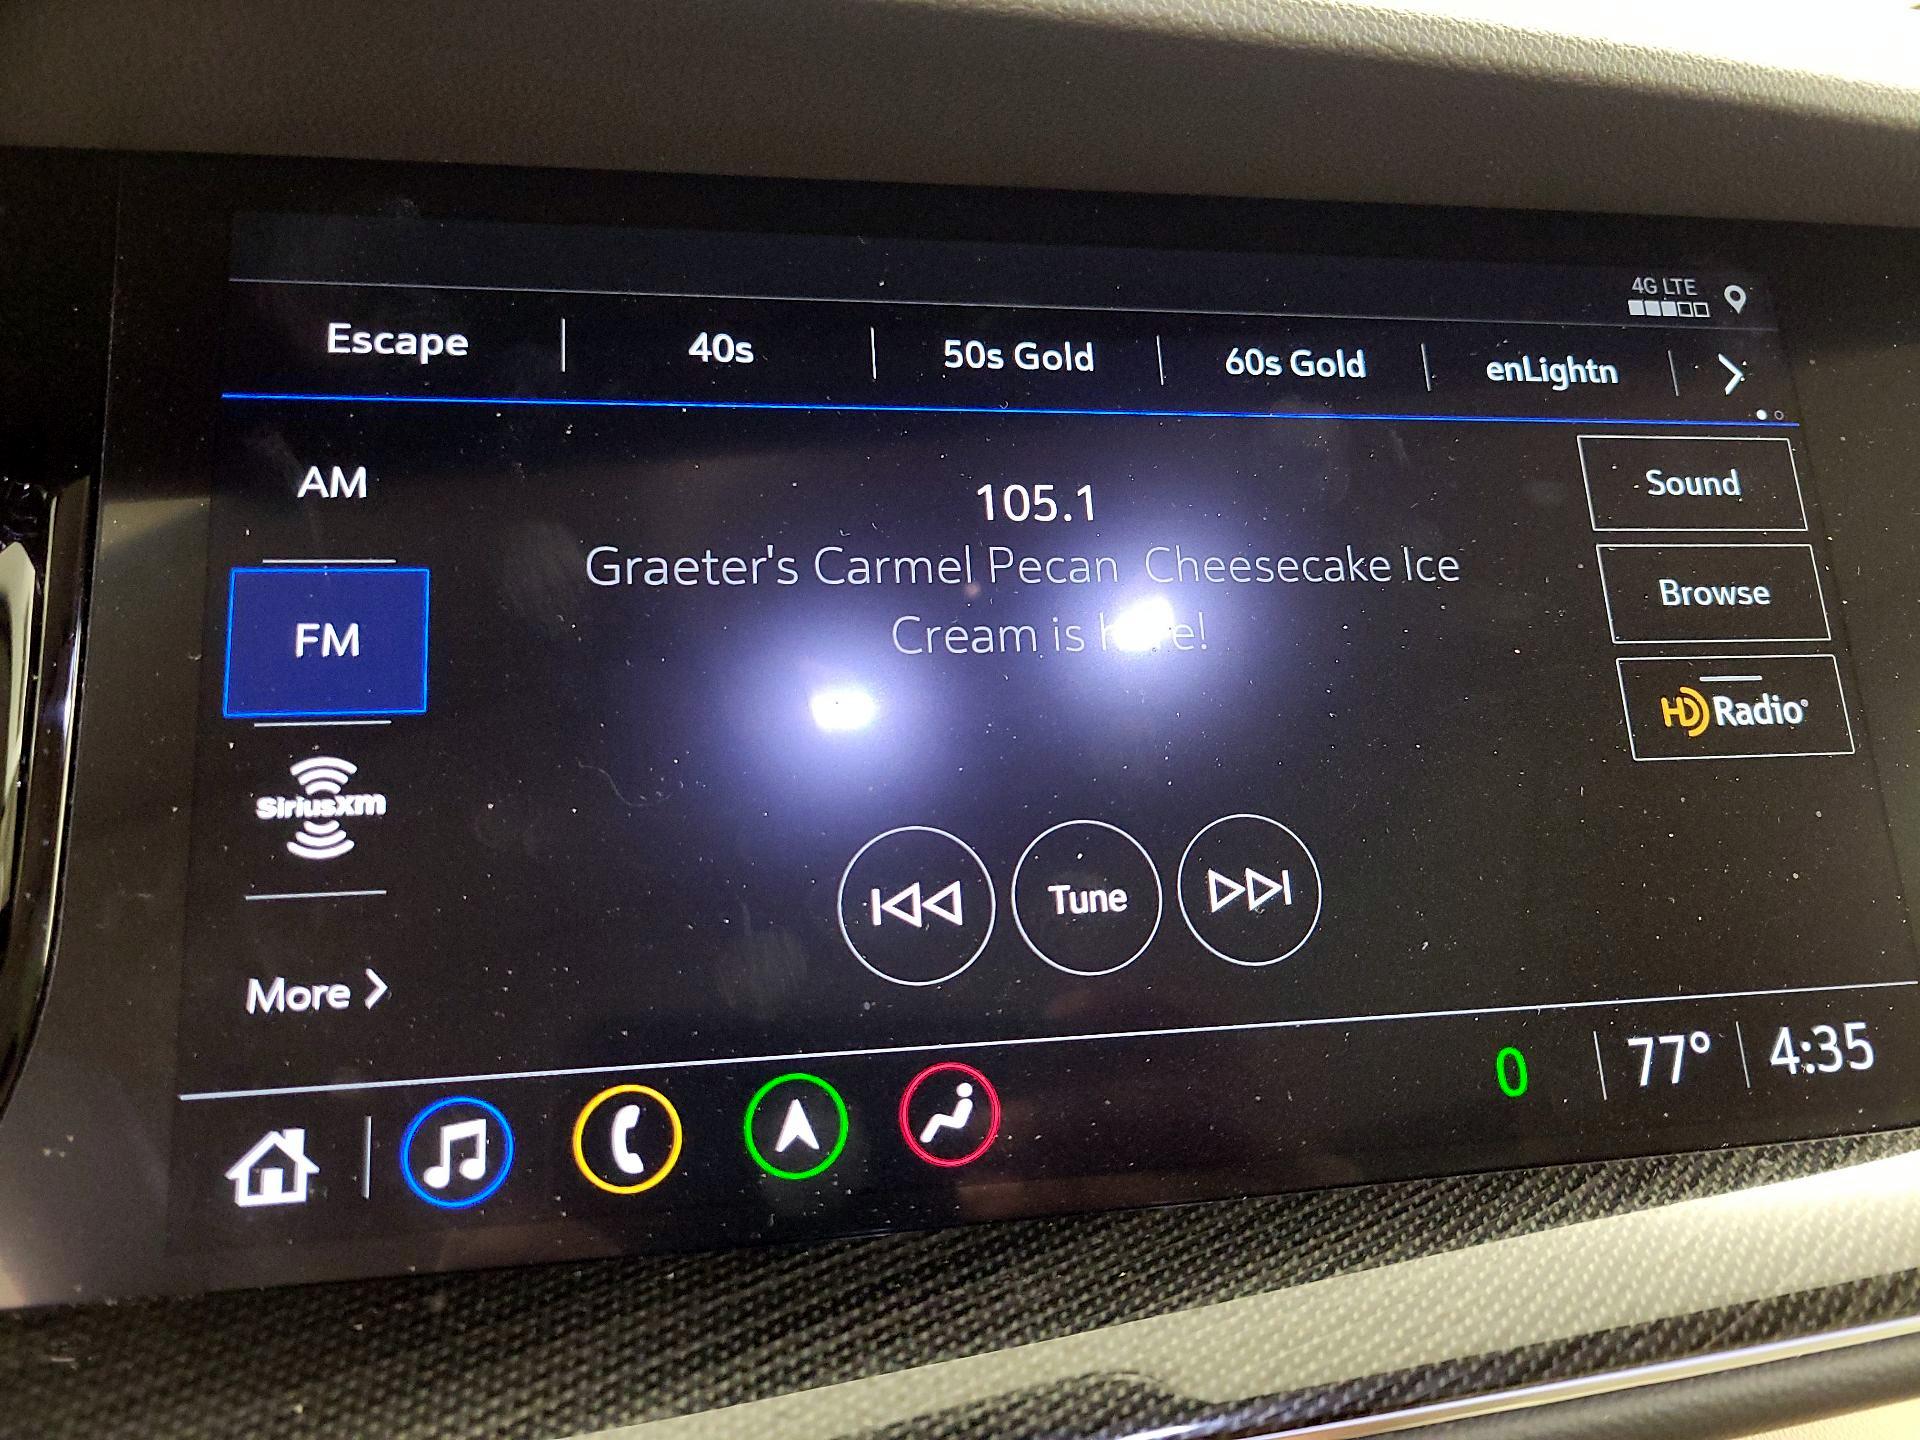 4G LTE
Escape 40s 50s Gold 60s Gold enLightn
AM
105.1
Sound
Graeter's Carmel Pecan Cheesecake Ice
Cream is !
Browse
FM
HD Radio
SiriusXM
Tune
More
0 77° 4:35